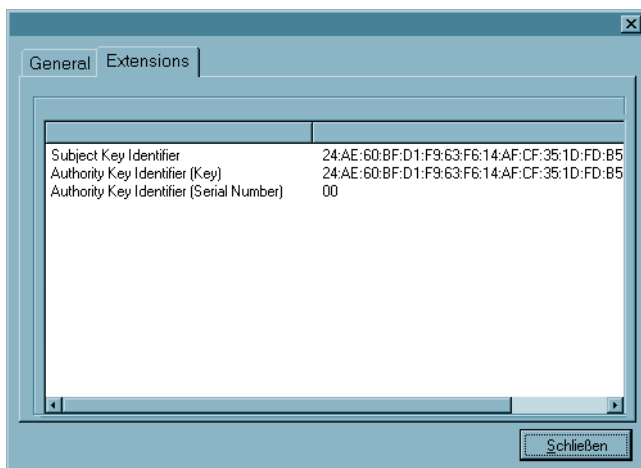 General Extensions
Subject Key Identifier 24:AE:60:BF:D1:F9:63:F6:14:AF:CF:35:1D:FD:B5
Authority Key Identifier (Key) 24:AE:60:BF:D1:F9:63:F6:14:AF:CF:35:1D:FD:B5
Authority Key Identifier (Serial Number) 00
Schließen